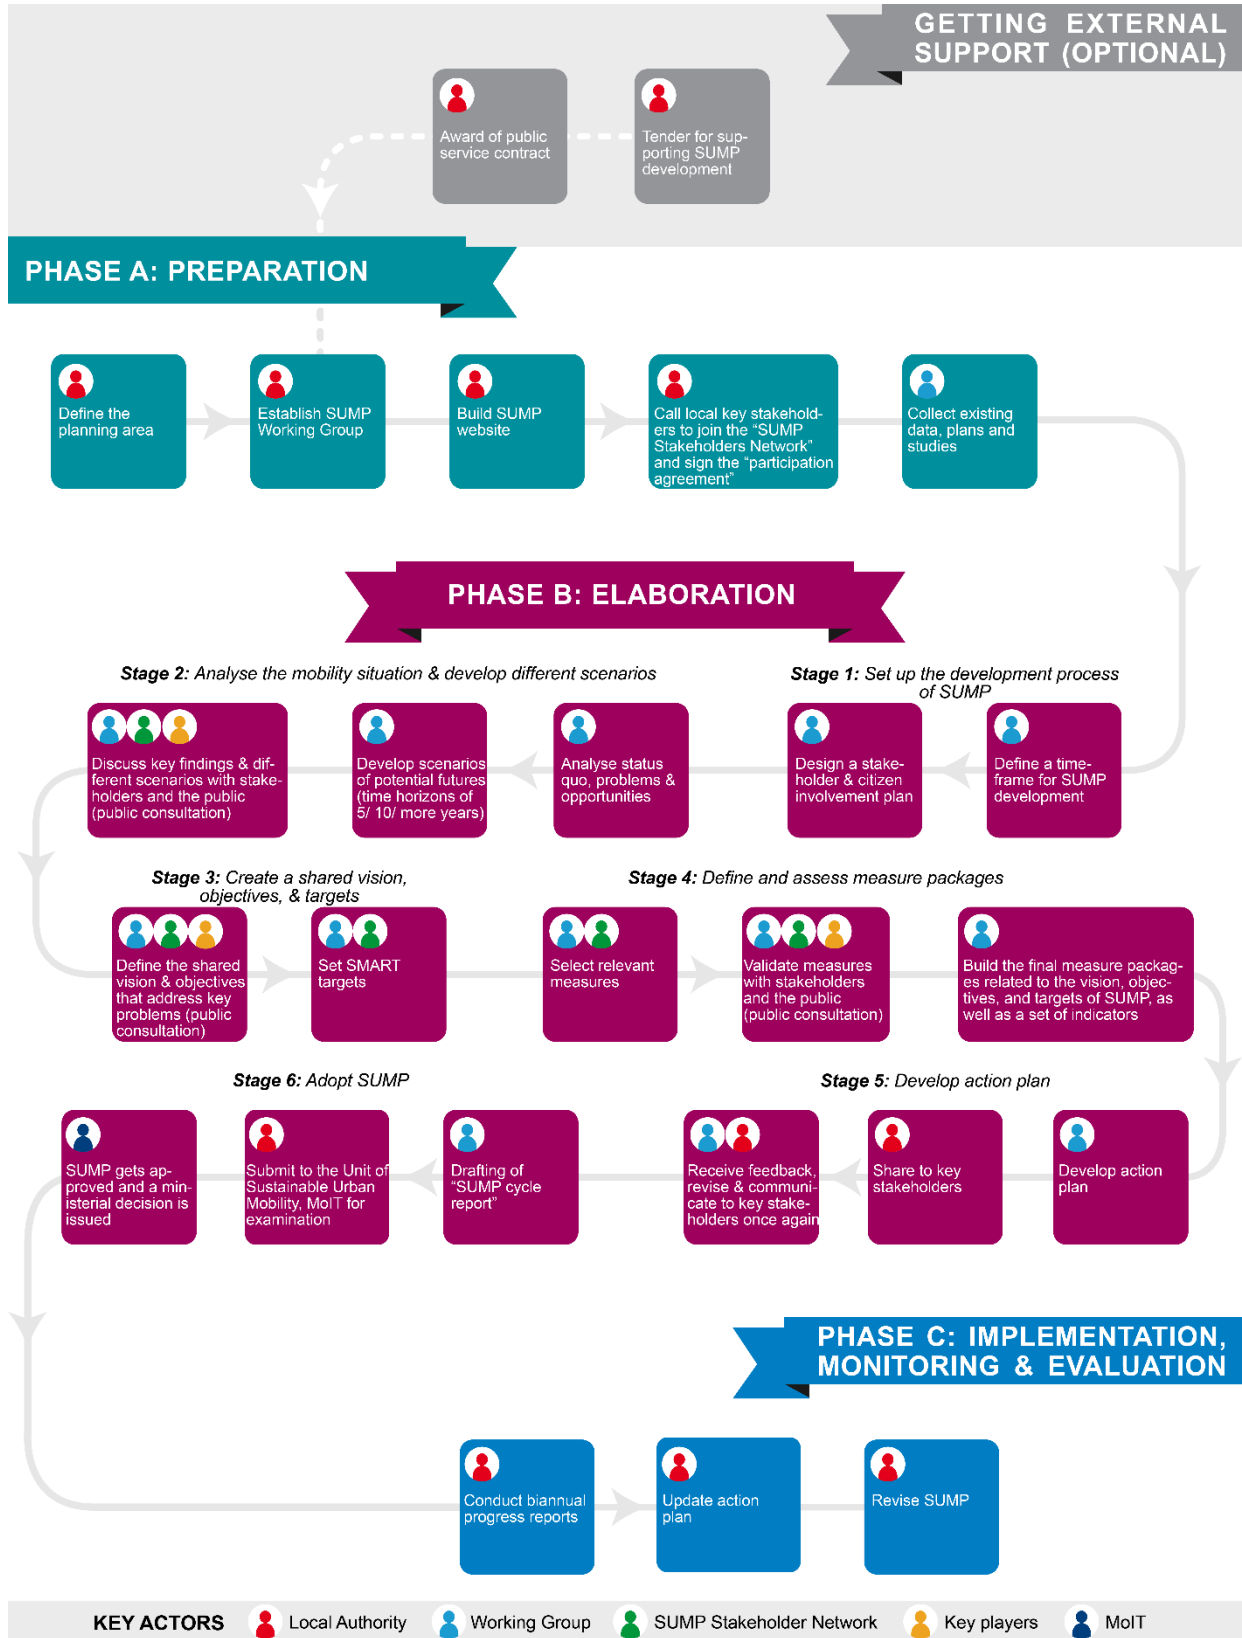 GETTING EXTERNAL
SUPPORT (OPTIONAL)
Award of public
service contract
Tender for sup-
porting SUMP
development
PHASE A: PREPARATION
Define the
planning area
Establish SUMP
Working Group
Build SUMP
website
Call local key stakehold-
ers to join the “SUMP
Stakeholders Network”
and sign the “participation
agreement”
Collect existing
data, plans and
studies
PHASE B: ELABORATION
Stage 1: Set up the development process
of SUMP
Define a time-
frame for SUMP
development
Design a stake-
holder & citizen
involvement plan
Stage 2: Analyse the mobility situation & develop different scenarios
Analyse status
quo, problems &
opportunities
Develop scenarios
of potential futures
(time horizons of
5/ 10/ more years)
Discuss key findings & dif-
ferent scenarios with stake-
holders and the public
(public consultation)
Stage 3: Create a shared vision,
objectives, & targets
Define the shared
vision & objectives
that address key
problems (public
consultation)
Set SMART
targets
Stage 4: Define and assess measure packages
Select relevant
measures
Validate measures
with stakeholders
and the public
(public consultation)
Build the final measure packag-
es related to the vision, objec-
tives, and targets of SUMP, as
well as a set of indicators
Stage 5: Develop action plan
Develop action
plan
Share to key
stakeholders
Receive feedback,
revise & communi-
cate to key stake-
holders once again
Stage 6: Adopt SUMP
Drafting of
“SUMP cycle
report”
Submit to the Unit of
Sustainable Urban
Mobility, MoIT for
examination
SUMP gets ap-
proved and a min-
isterial decision is
issued
PHASE C: IMPLEMENTATION,
MONITORING & EVALUATION
Conduct biannual
progress reports
Update action
plan
Revise SUMP
KEY ACTORS
Local Authority
Working Group
SUMP Stakeholder Network
Key players
MoIT